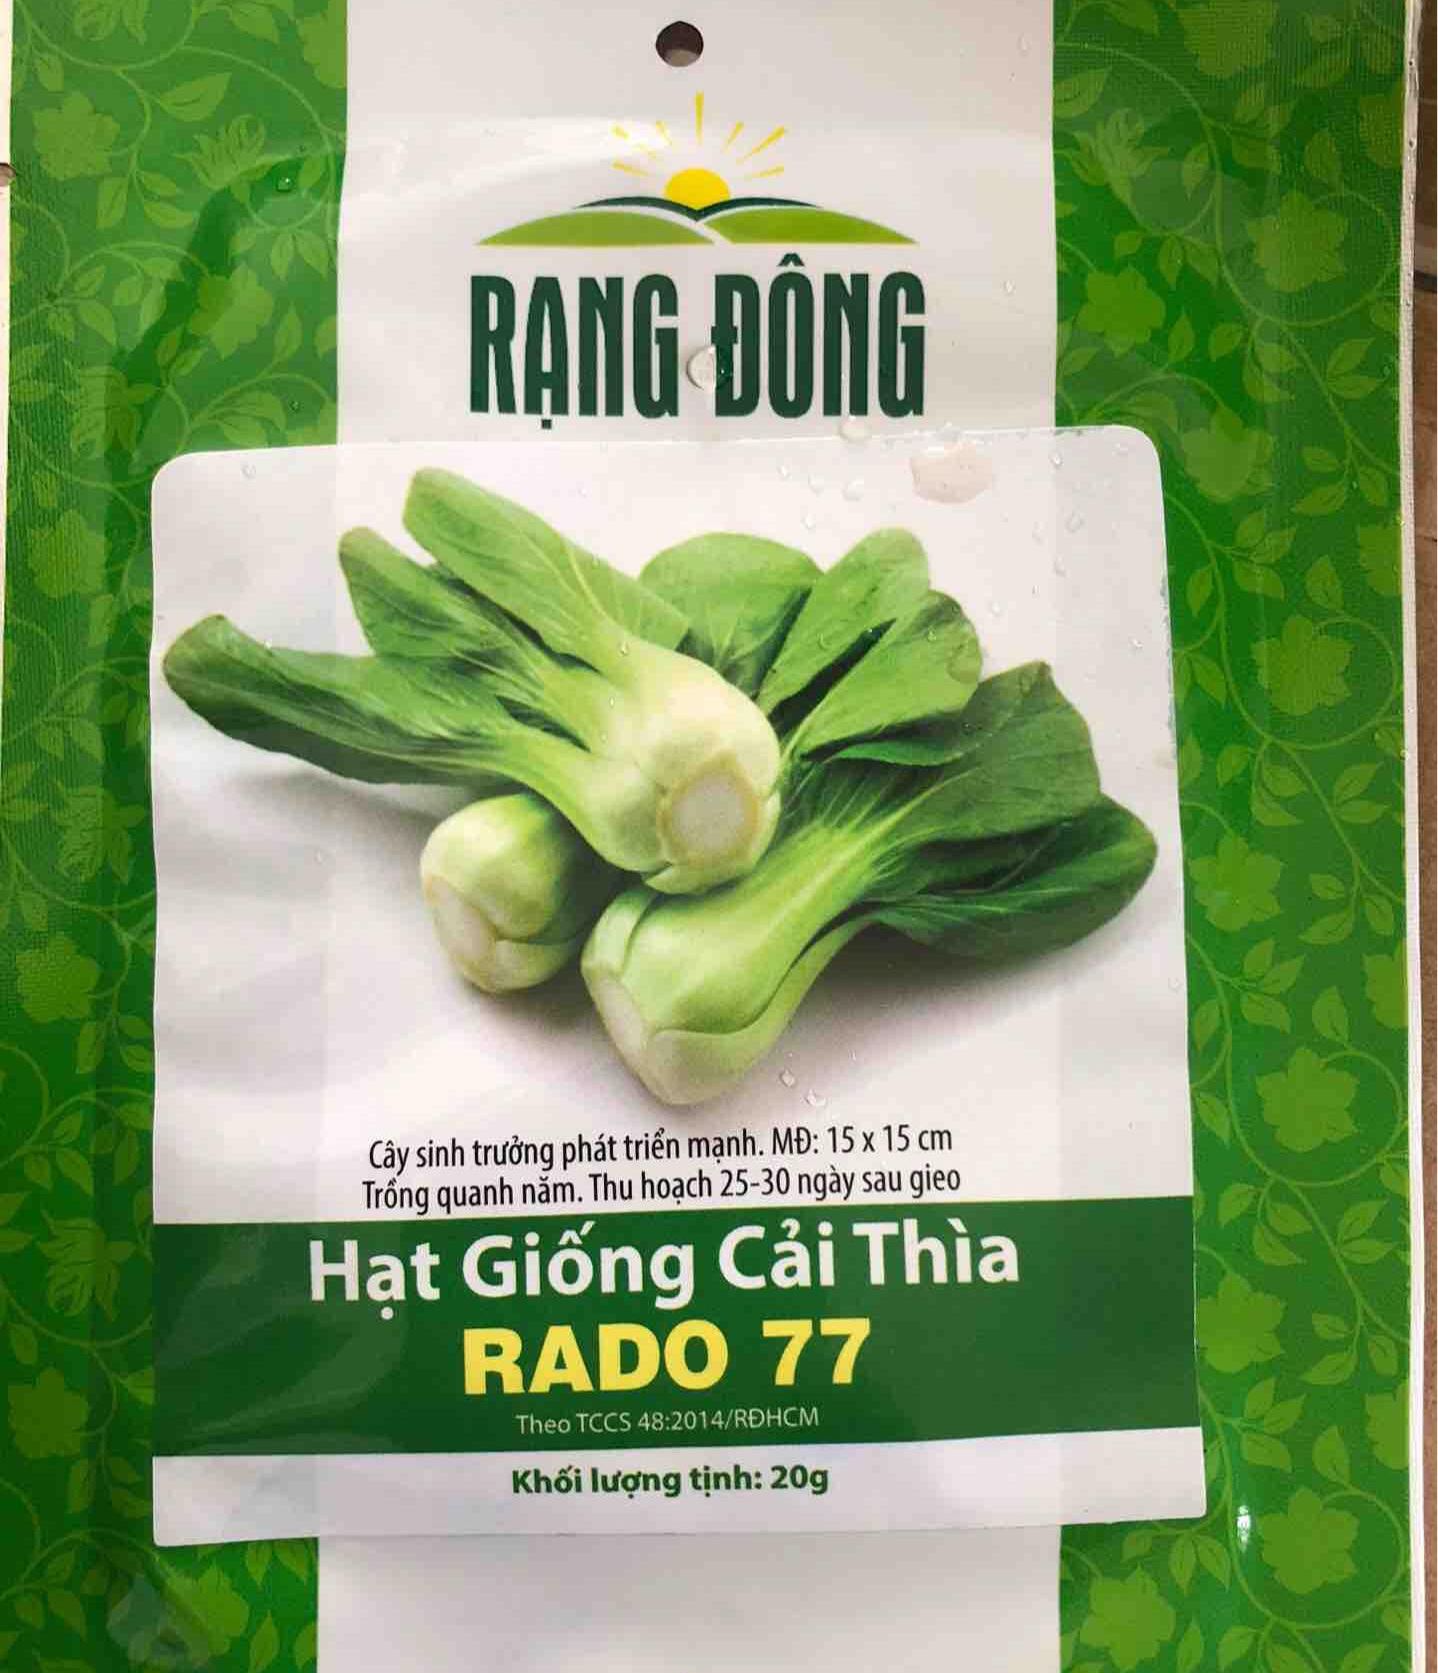 RẠNG ĐÔNG
Cây sinh trưởng phát triển mạnh. MĐ: 15 x 15 cm
Trồng quanh năm. Thu hoạch 25-30 ngày sau gieo
Hạt Giống Cải Thìa
RADO 77
Theo TCCS 48:2014/RĐHCM
Khối lượng tịnh: 20g